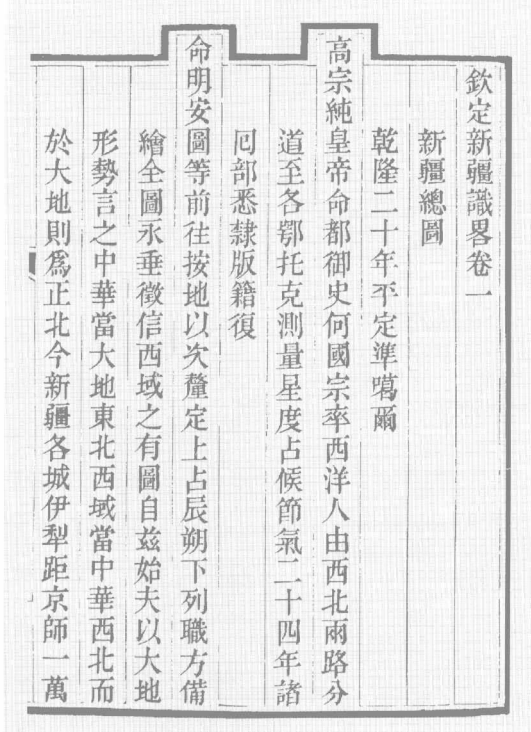 欽定新疆識畧卷一
新疆總圖
乾隆二十年平定準噶爾
高宗純皇帝命都御史何國宗率西洋人由西北兩路分
道至各鄂托克測量星度占候節氣二十四年諸
囘部悉隸版籍復
命明安圖等前往按地以次釐定上占辰朔下列職方備
繪全圖永垂徵信西域之有圖自兹始夫以大地
形勢言之中華當大地東北西域當中華西北而
於大地則爲正北今新疆各城伊犂距京師一萬